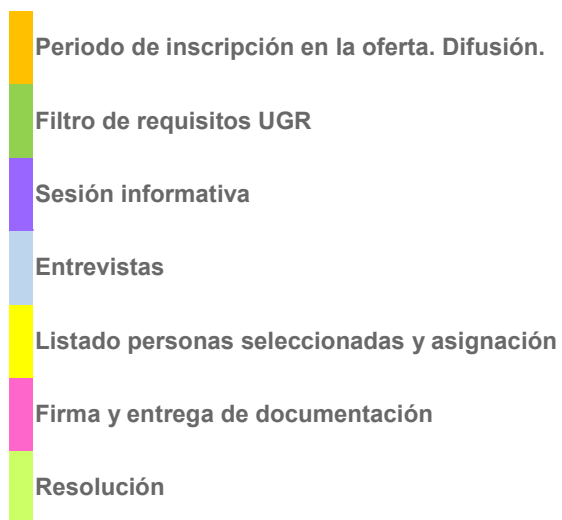 Periodo de inscripción en la oferta. Difusión.
Filtro de requisitos UGR
Sesión informativa
Entrevistas
Listado personas seleccionadas y asignación
Firma y entrega de documentación
Resolución